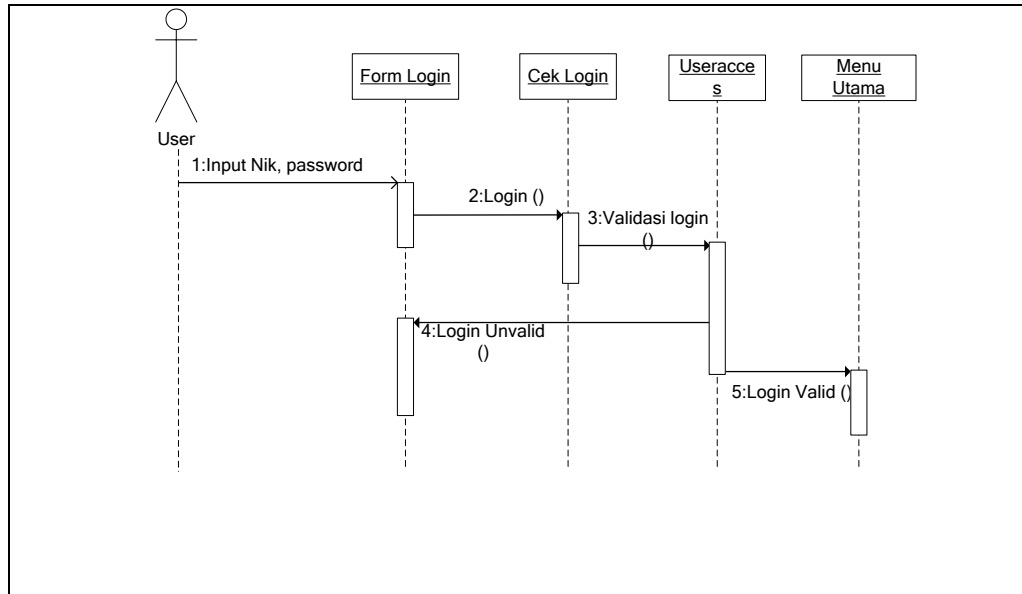 Form Login
Cek Login
Useracce
s
Menu
Utama
User
1:Input Nik, password
2:Login ()
3:Validasi login
()
4:Login Unvalid
()
5:Login Valid ()